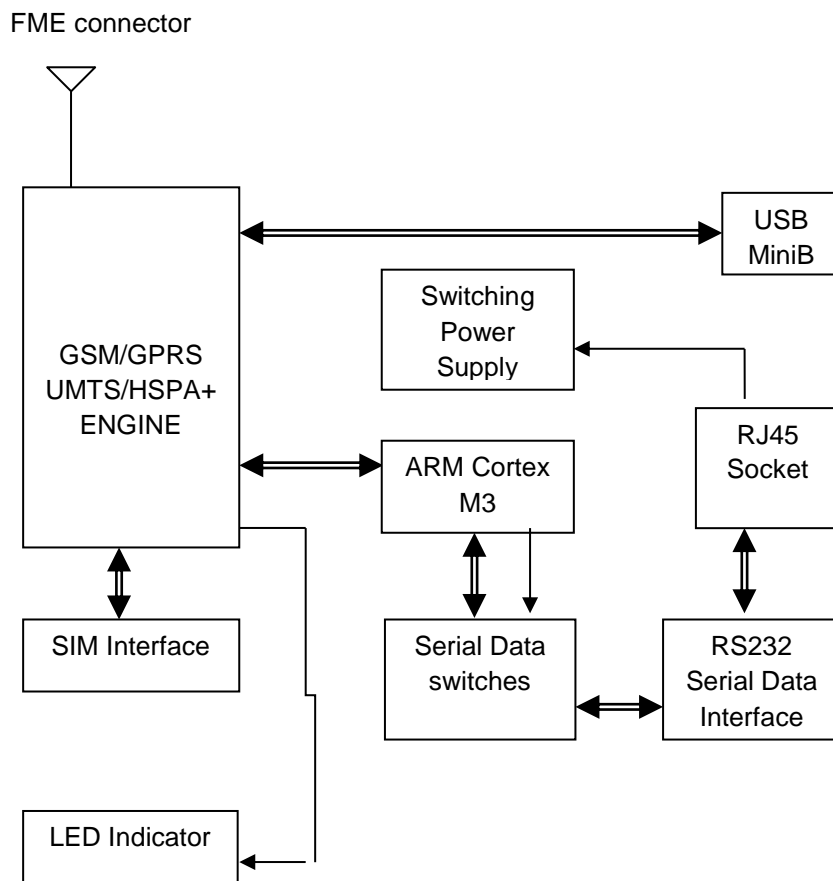 FME connector
USB
MiniB
Switching
Power
Supply
GSM/GPRS
UMTS/HSPA+
ENGINE
RJ45
Socket
ARM Cortex
M3
SIM Interface
Serial Data
switches
RS232
Serial Data
Interface
LED Indicator